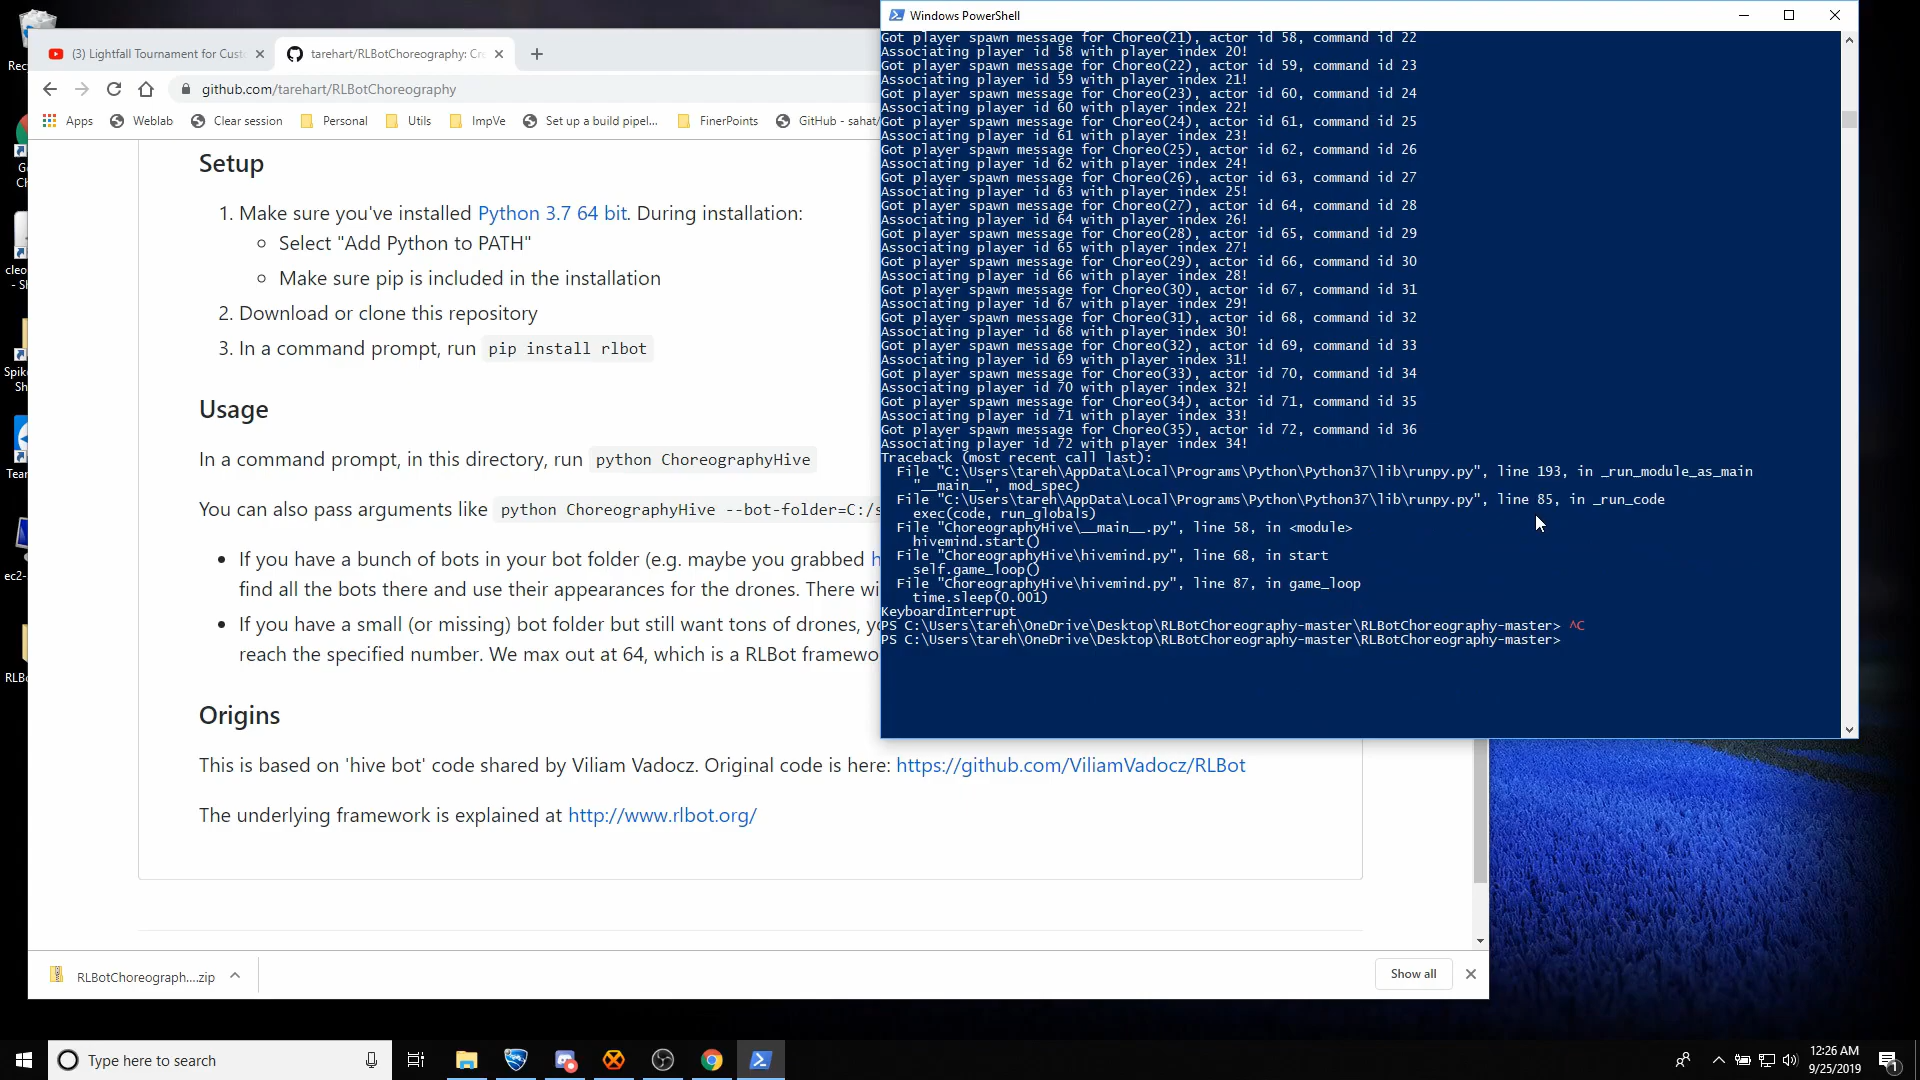 Recy
Go
Ch
cleo
- Sh
Spik
Sh
Team
ec2-
RLB
(3) Lightfall Tournament for Custo
tarehart/RLBotChoreography: Cre
github.com/tarehart/RLBotChoreography
Apps
Weblab
Clear session
Personal
Utils
ImpVe
Set up a build pipel...
FinerPoints
GitHub - sahat/
Setup
1. Make sure you've installed Python 3.7 64 bit. During installation:
Select "Add Python to PATH"
Make sure pip is included in the installation
2. Download or clone this repository
3. In a command prompt, run pip install rlbot
Usage
In a command prompt, in this directory, run python ChoreographyHive
You can also pass arguments like python ChoreographyHive --bot-folder=C:/s
If you have a bunch of bots in your bot folder (e.g. maybe you grabbed h
find all the bots there and use their appearances for the drones. There wi
If you have a small (or missing) bot folder but still want tons of drones, yo
reach the specified number. We max out at 64, which is a RLBot framewo
Origins
This is based on 'hive bot' code shared by Viliam Vadocz. Original code is here: https://github.com/ViliamVadocz/RLBot
The underlying framework is explained at http://www.rlbot.org/
RLBotChoreograph....zip
Show all
Windows PowerShell
Got player spawn message for Choreo(21), actor id 58, command id 22
Associating player id 58 with player index 20!
Got player spawn message for Choreo(22), actor id 59, command id 23
Associating player id 59 with player index 21!
Got player spawn message for Choreo(23), actor id 60, command id 24
Associating player id 60 with player index 22!
Got player spawn message for Choreo(24), actor id 61, command id 25
Associating player id 61 with player index 23!
Got player spawn message for Choreo(25), actor id 62, command id 26
Associating player id 62 with player index 24!
Got player spawn message for Choreo(26), actor id 63, command id 27
Associating player id 63 with player index 25!
Got player spawn message for Choreo(27), actor id 64, command id 28
Associating player id 64 with player index 26!
Got player spawn message for Choreo(28), actor id 65, command id 29
Associating player id 65 with player index 27!
Got player spawn message for Choreo(29), actor id 66, command id 30
Associating player id 66 with player index 28!
Got player spawn message for Choreo(30), actor id 67, command id 31
Associating player id 67 with player index 29!
Got player spawn message for Choreo(31), actor id 68, command id 32
Associating player id 68 with player index 30!
Got player spawn message for Choreo(32), actor id 69, command id 33
Associating player id 69 with player index 31!
Got player spawn message for Choreo(33), actor id 70, command id 34
Associating player id 70 with player index 32!
Got player spawn message for Choreo(34), actor id 71, command id 35
Associating player id 71 with player index 33!
Got player spawn message for Choreo(35), actor id 72, command id 36
Associating player id 72 with player index 34!
Traceback (most recent call last):
File "C:\Users\tareh\AppData\Local\Programs\Python\Python37\lib\runpy.py", line 193, in _run_module_as_main
"__main__", mod_spec)
File "C:\Users\tareh\AppData\Local\Programs\Python\Python37\lib\runpy.py", line 85, in _run_code
exec(code, run_globals)
File "ChoreographyHive\__main__.py", line 58, in <module>
hivemind.start()
File "ChoreographyHive\hivemind.py", line 68, in start
self.game_loop()
File "ChoreographyHive\hivemind.py", line 87, in game_loop
time.sleep(0.001)
KeyboardInterrupt
PS C:\Users\tareh\OneDrive\Desktop\RLBotChoreography-master\RLBotChoreography-master> ^C
PS C:\Users\tareh\OneDrive\Desktop\RLBotChoreography-master\RLBotChoreography-master>
Type here to search
12:26 AM
9/25/2019
1